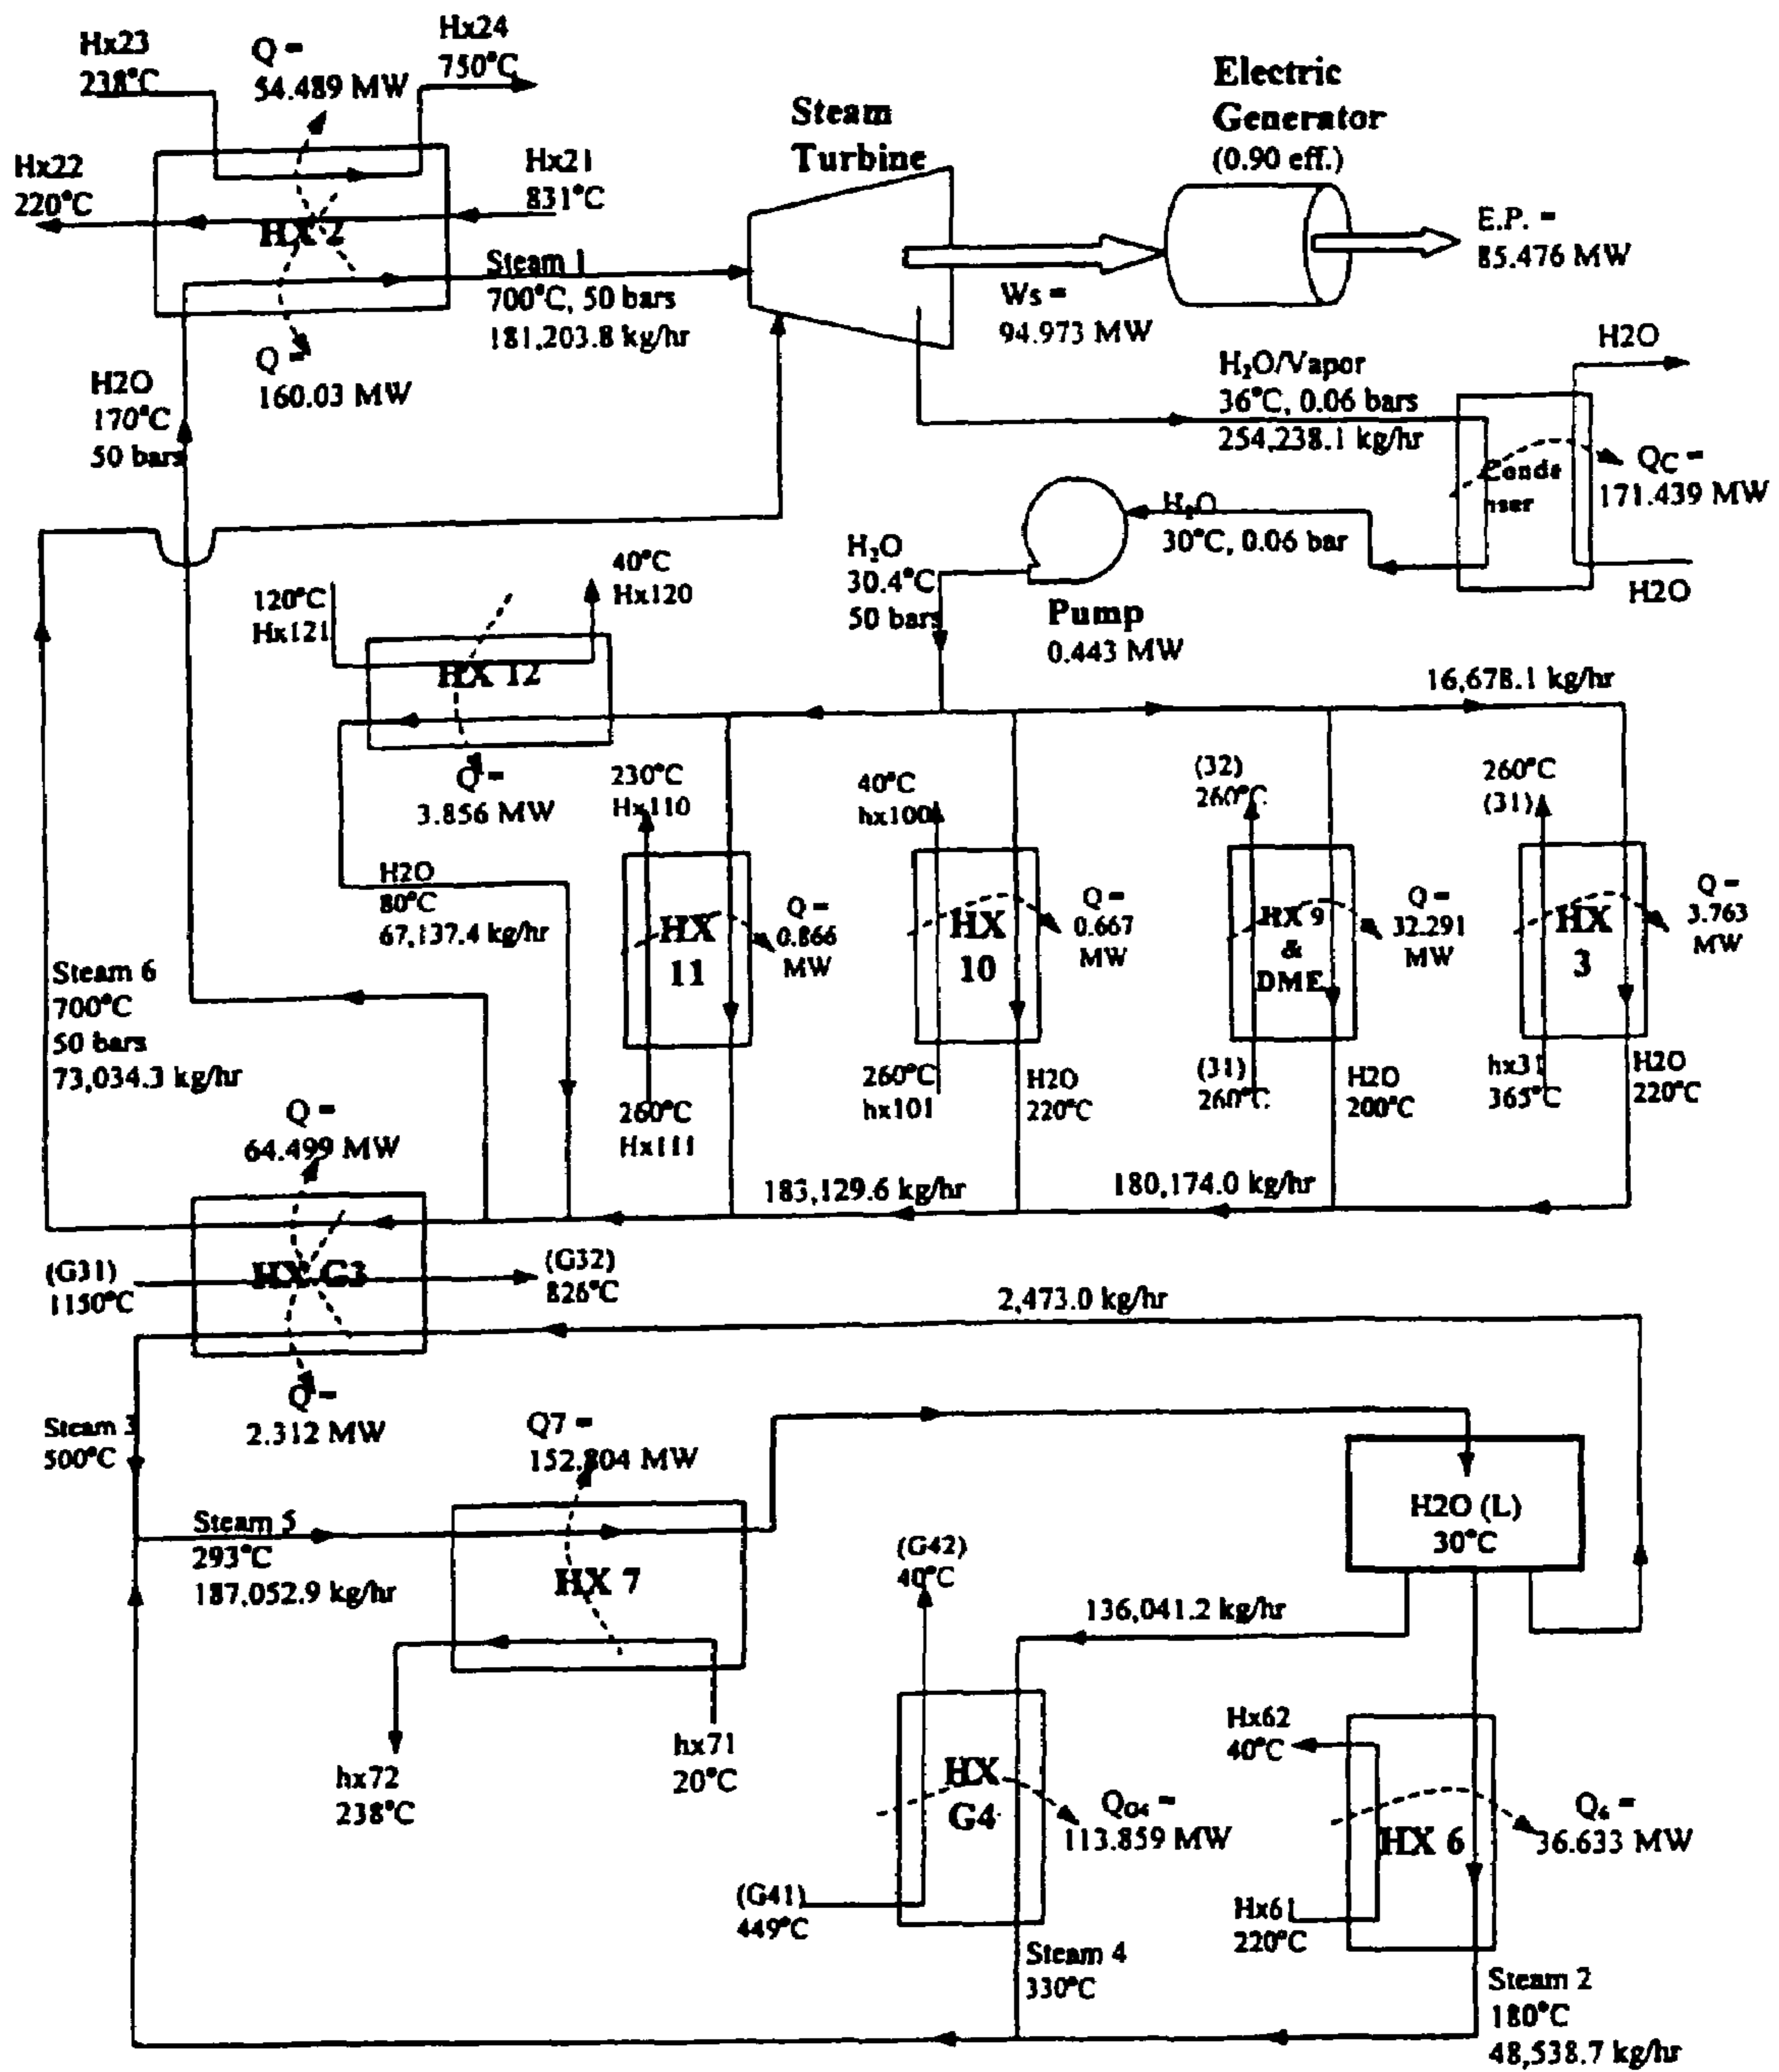 Hx23
238°C
Q =
54.489 MW
Hx24
750°C
Hx22
220°C
Hx21
831°C
HX 2
Q =
160.03 MW
Steam 1
700°C, 50 bars
181,203.8 kg/hr
H2O
170°C
50 bars
Steam
Turbine
Electric
Generator
(0.90 eff.)
E.P. =
85.476 MW
Ws =
94.973 MW
H₂O/Vapor
36°C, 0.06 bars
254,238.1 kg/hr
H2O
Conde
nser
QC =
171.439 MW
H2O
H₂O
30°C, 0.06 bar
H₂O
30.4°C
50 bars
Pump
0.443 MW
120°C
Hx121
40°C
Hx120
HX 12
Q =
3.856 MW
H2O
80°C
67,137.4 kg/hr
16,678.1 kg/hr
230°C
Hx110
HX
11
Q =
0.866
MW
260°C
Hx111
40°C
hx100
HX
10
Q =
0.667
MW
260°C
hx101
H2O
220°C
(32)
260°C
HX 9
&
DME
Q =
32.291
MW
(31)
260°C
H2O
200°C
260°C
(31)
HX
3
Q =
3.763
MW
hx31
365°C
H2O
220°C
183,129.6 kg/hr
180,174.0 kg/hr
Steam 6
700°C
50 bars
73,034.3 kg/hr
Q =
64.499 MW
(G31)
1150°C
HX G3
(G32)
826°C
Q =
2.312 MW
2,473.0 kg/hr
Steam 3
500°C
Q7 =
152.804 MW
Steam 5
293°C
187,052.9 kg/hr
HX 7
hx72
238°C
hx71
20°C
H2O (L)
30°C
136,041.2 kg/hr
(G42)
40°C
HX
G4
QG4 =
113.859 MW
(G41)
449°C
Steam 4
330°C
Hx62
40°C
HX 6
Q6 =
36.633 MW
Hx61
220°C
Steam 2
180°C
48,538.7 kg/hr